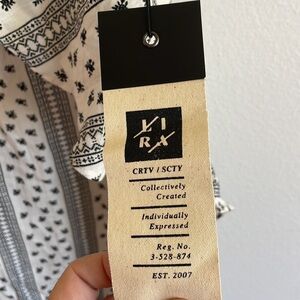 LI
RA
CRTV / SCTY
Collectively
Created
Individually
Expressed
Reg. No.
3-528-874
EST. 2007